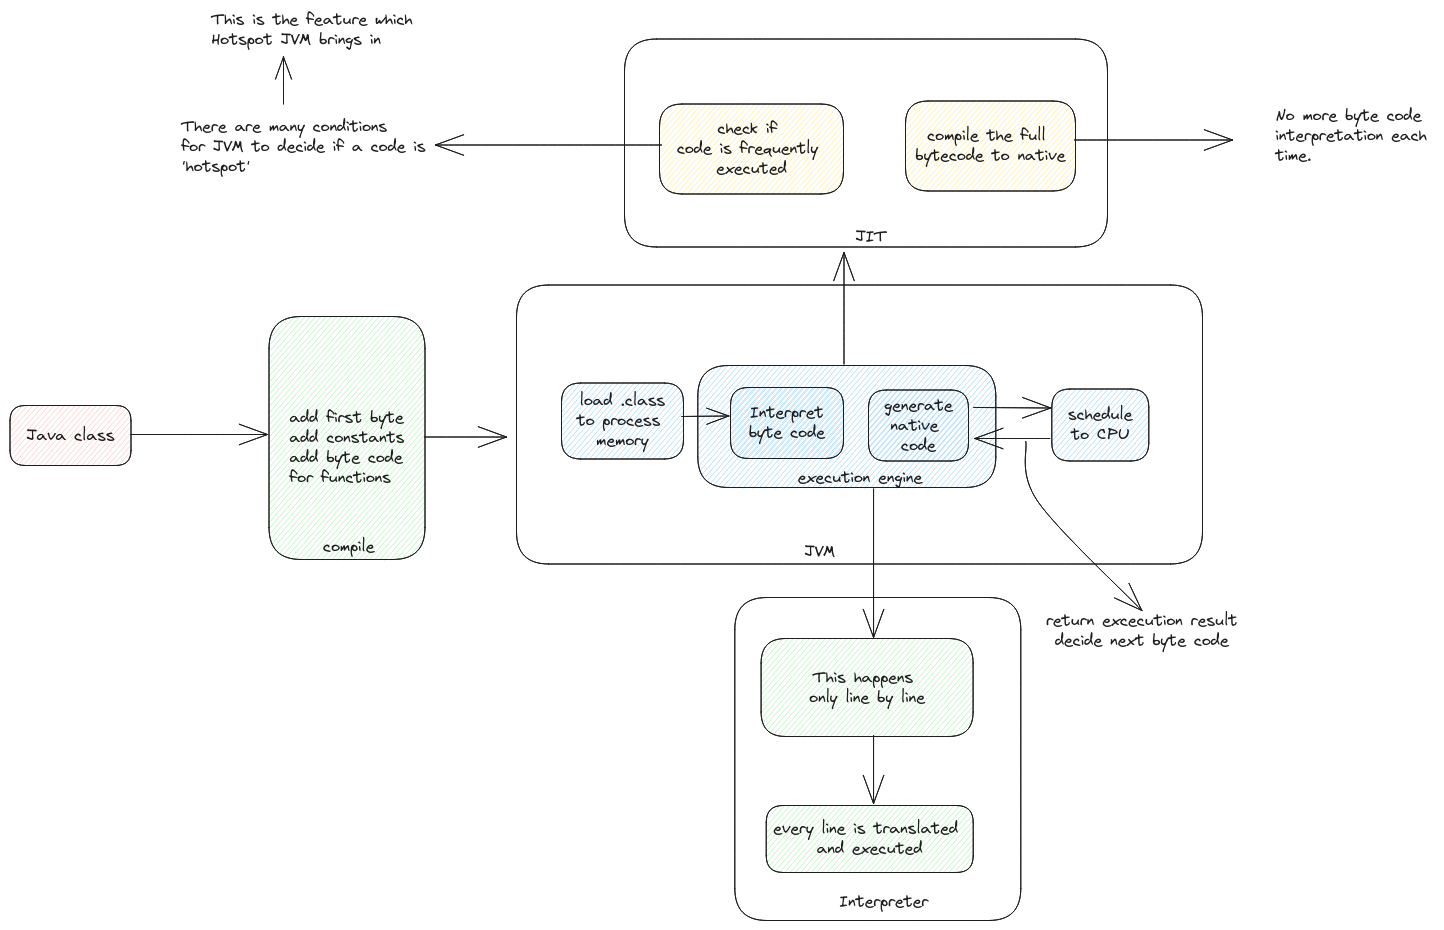 This is the feature which
Hotspot JVM brings in
There are many conditions
for JVM to decide if a code is
'hotspot'
check if
code is frequently
executed
compile the full
bytecode to native
No more byte code
interpretation each
time.
JIT
Java class
add first byte
add constants
add byte code
for functions
compile
load .class
to process
memory
Interpret
byte code
generate
native
code
execution engine
schedule
to CPU
JVM
return excecution result
decide next byte code
This happens
only line by line
every line is translated
and executed
Interpreter